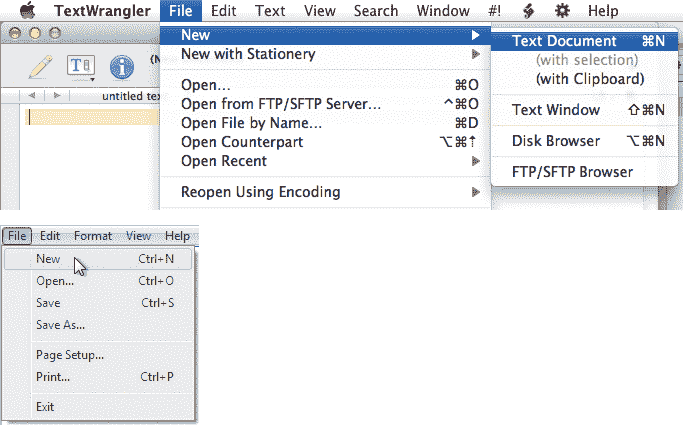 TextWrangler File Edit Text View Search Window #! Help
New
New with Stationery
Open... ⌘O
Open from FTP/SFTP Server... ^⌘O
Open File by Name... ⌘D
Open Counterpart ⌥⌘↑
Open Recent
Reopen Using Encoding
Text Document ⌘N
(with selection)
(with Clipboard)
Text Window ⇧⌘N
Disk Browser ⌥⌘N
FTP/SFTP Browser
T
(N
untitled tex
File Edit Format View Help
New Ctrl+N
Open... Ctrl+O
Save Ctrl+S
Save As...
Page Setup...
Print... Ctrl+P
Exit